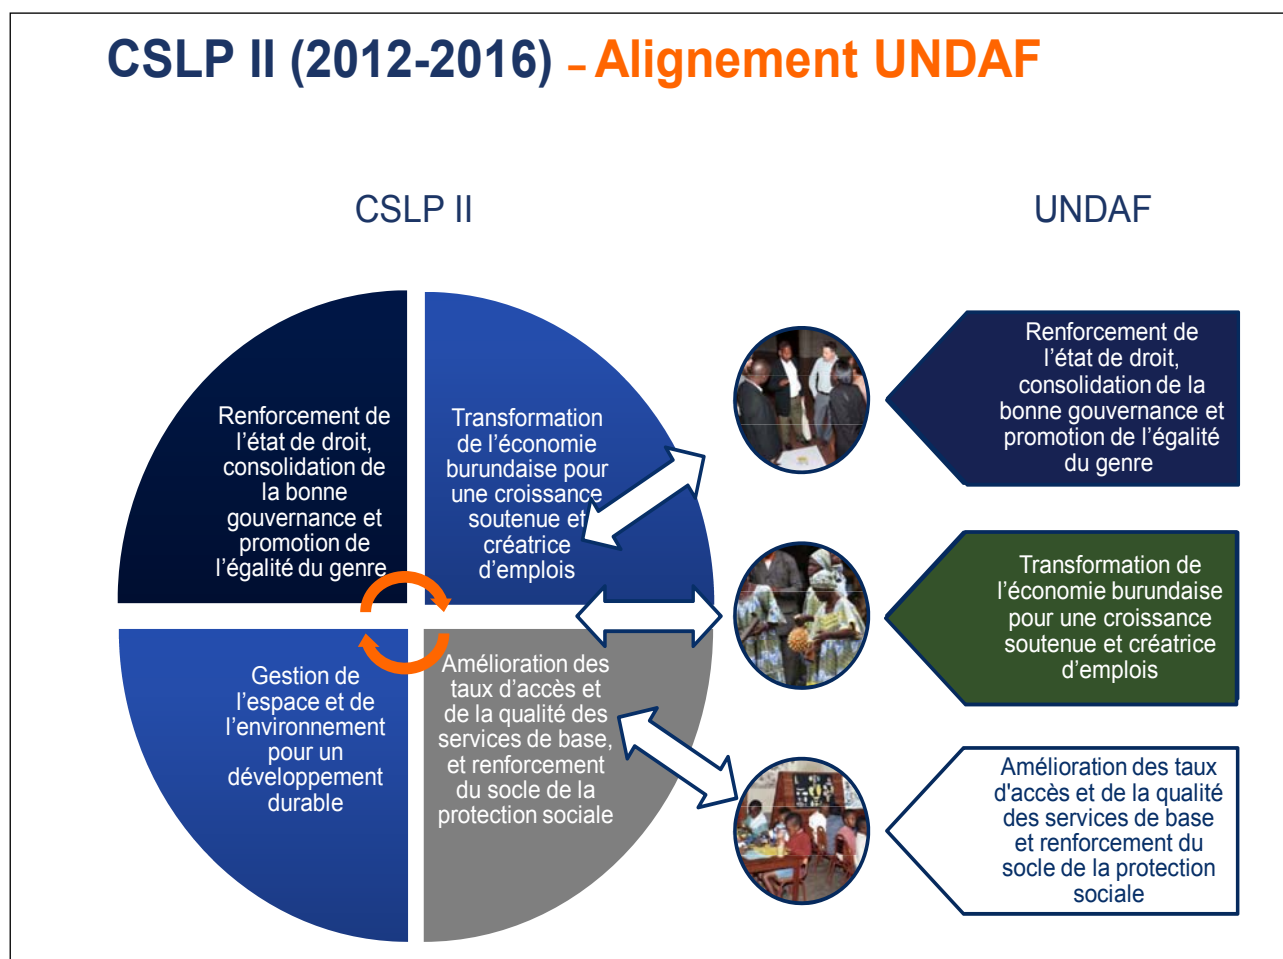 CSLP II (2012-2016) – Alignement UNDAF
CSLP II
UNDAF
Renforcement de
l’état de droit,
consolidation de
la bonne
gouvernance et
promotion de
l’égalité du genre
Transformation
de l’économie
burundaise pour
une croissance
soutenue et
créatrice
d’emplois
Gestion de
l’espace et de
l’environnement
pour un
développement
durable
Amélioration des
taux d’accès et
de la qualité des
services de base,
et renforcement
du socle de la
protection sociale
Renforcement de
l’état de droit,
consolidation de la
bonne gouvernance et
promotion de l’égalité
du genre
Transformation de
l’économie burundaise
pour une croissance
soutenue et créatrice
d’emplois
Amélioration des taux
d'accès et de la qualité
des services de base
et renforcement du
socle de la protection
sociale